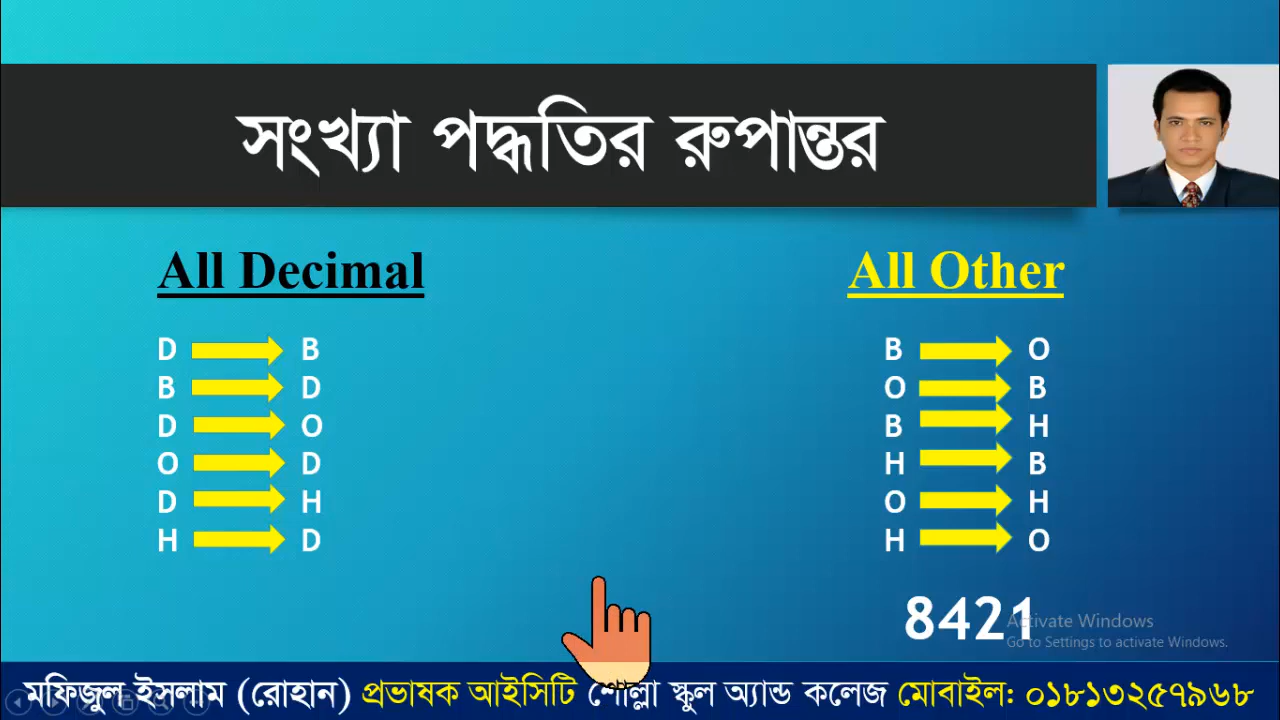 সংখ্যা পদ্ধতির রুপান্তর
All Decimal
D B
B D
D O
O D
D H
H D
All Other
B O
O B
B H
H B
O H
H O
8421
Activate Windows
Go to Settings to activate Windows.
মফিজুল ইসলাম (রোহান) প্রভাষক আইসিটি শোল্লা স্কুল অ্যান্ড কলেজ মোবাইল: ০১৮১৩২৫৭৯৬৮